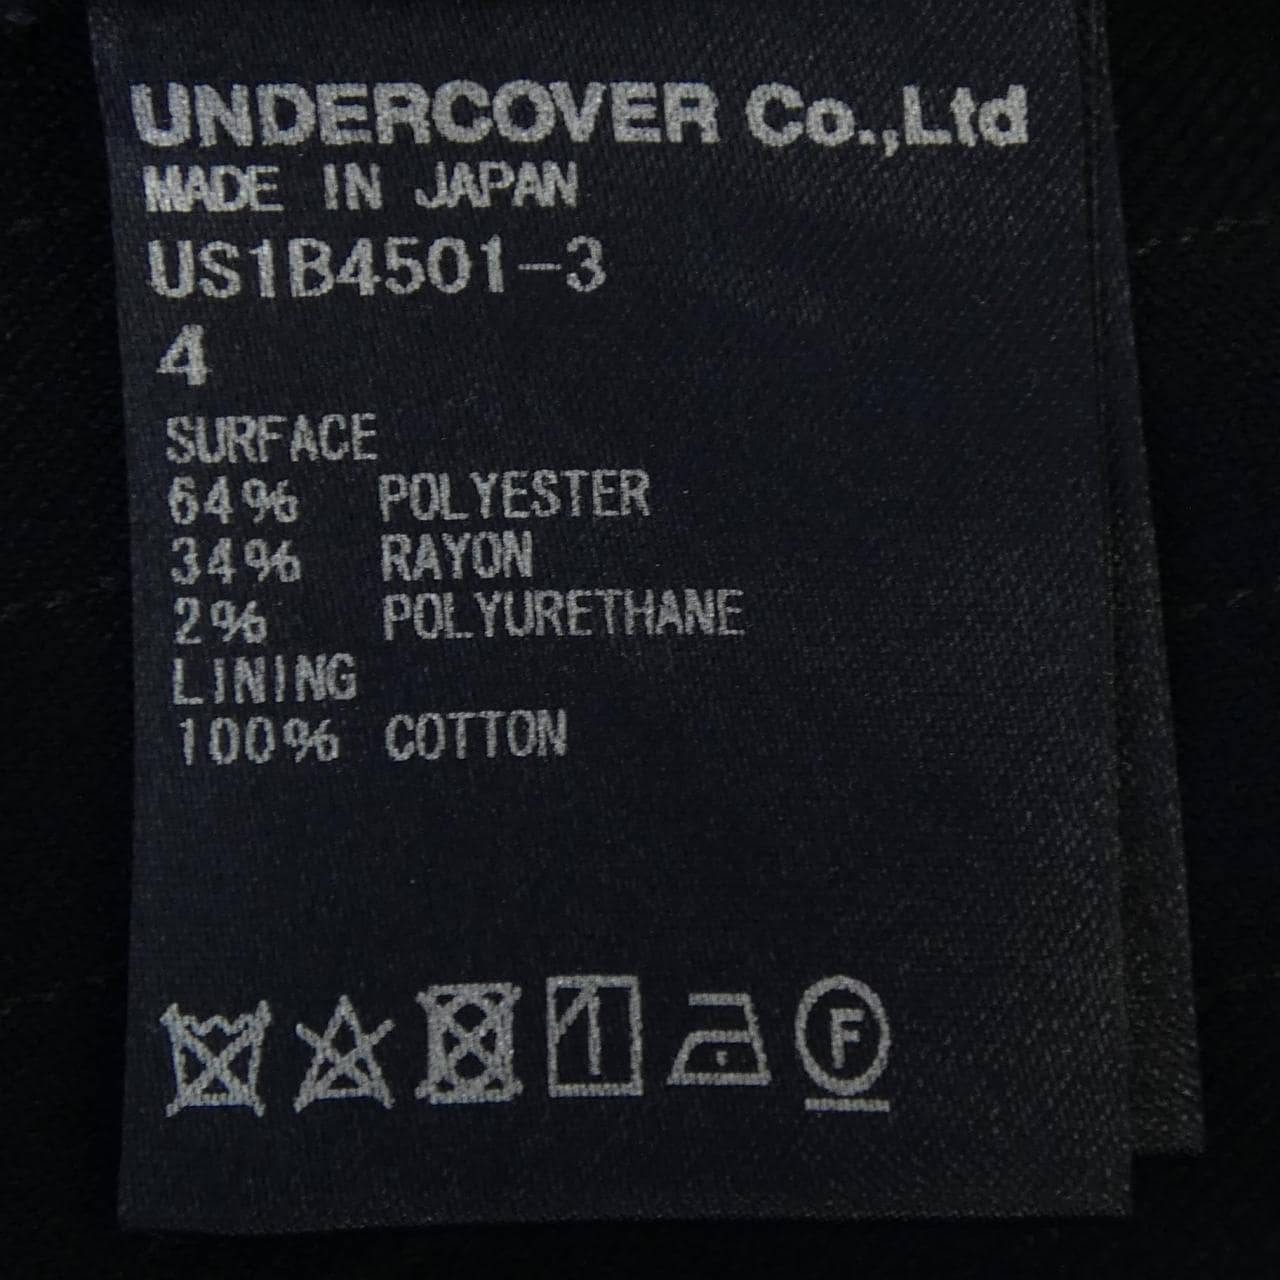 UNDERCOVER Co.,Ltd
MADE IN JAPAN
US1B4501-3
4
SURFACE
64% POLYESTER
34% RAYON
2% POLYURETHANE
LINING
100% COTTON
F